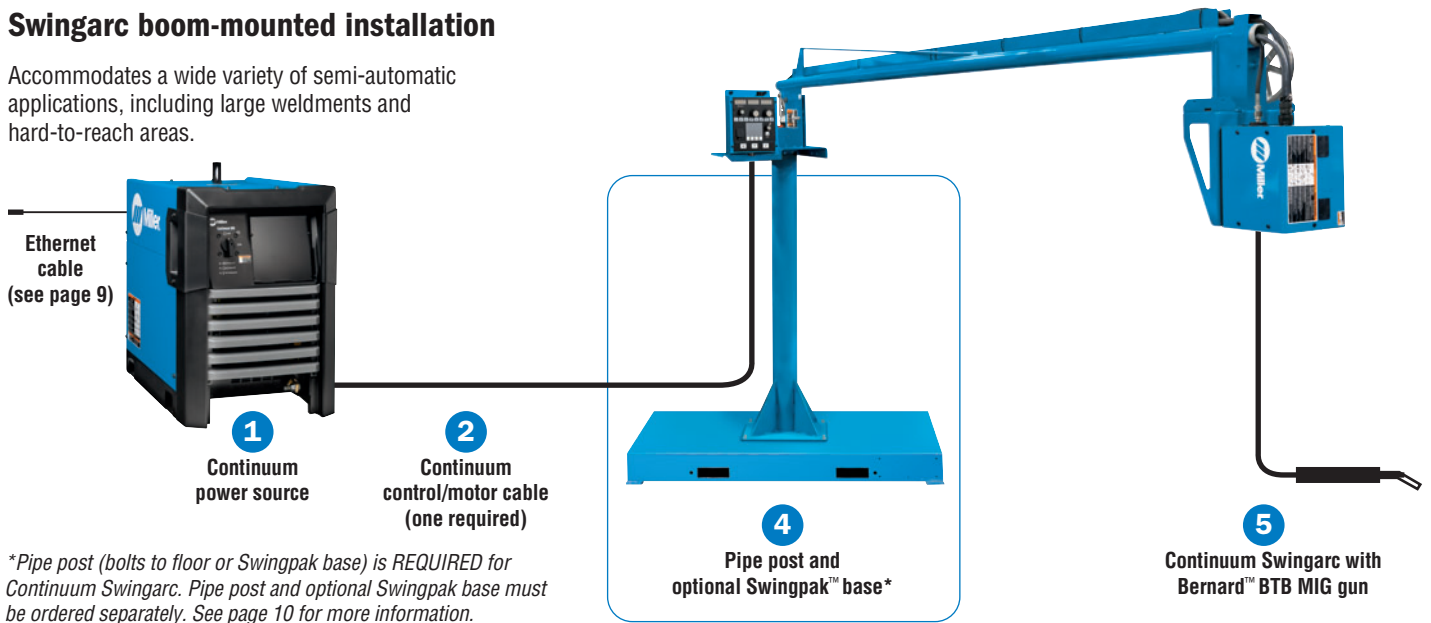 Swingarc boom-mounted installation
Accommodates a wide variety of semi-automatic
applications, including large weldments and
hard-to-reach areas.
Ethernet
cable
(see page 9)
Miller
Miller
1
Continuum
power source
2
Continuum
control/motor cable
(one required)
4
Pipe post and
optional Swingpak™ base*
5
Continuum Swingarc with
Bernard™ BTB MIG gun
*Pipe post (bolts to floor or Swingpak base) is REQUIRED for
Continuum Swingarc. Pipe post and optional Swingpak base must
be ordered separately. See page 10 for more information.